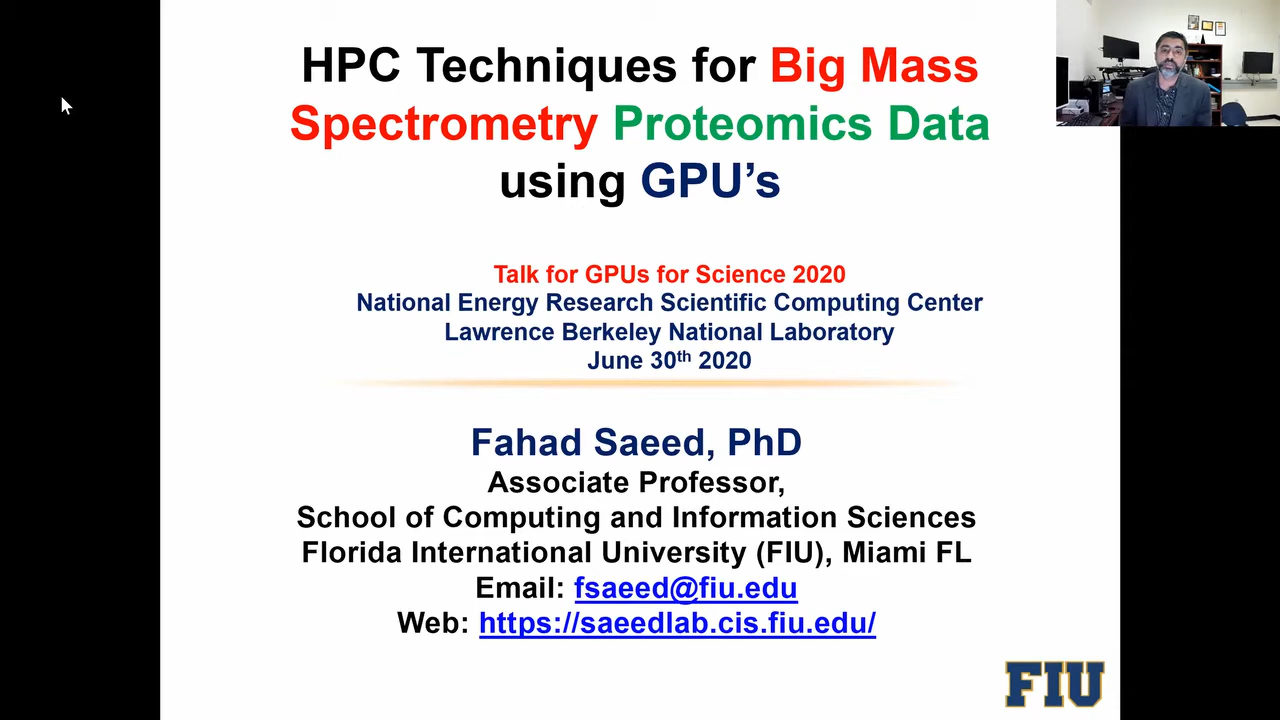 HPC Techniques for Big Mass
Spectrometry Proteomics Data
using GPU's
Talk for GPUs for Science 2020
National Energy Research Scientific Computing Center
Lawrence Berkeley National Laboratory
June 30th 2020
Fahad Saeed, PhD
Associate Professor,
School of Computing and Information Sciences
Florida International University (FIU), Miami FL
Email: fsaeed@fiu.edu
Web: https://saeedlab.cis.fiu.edu/
FIU